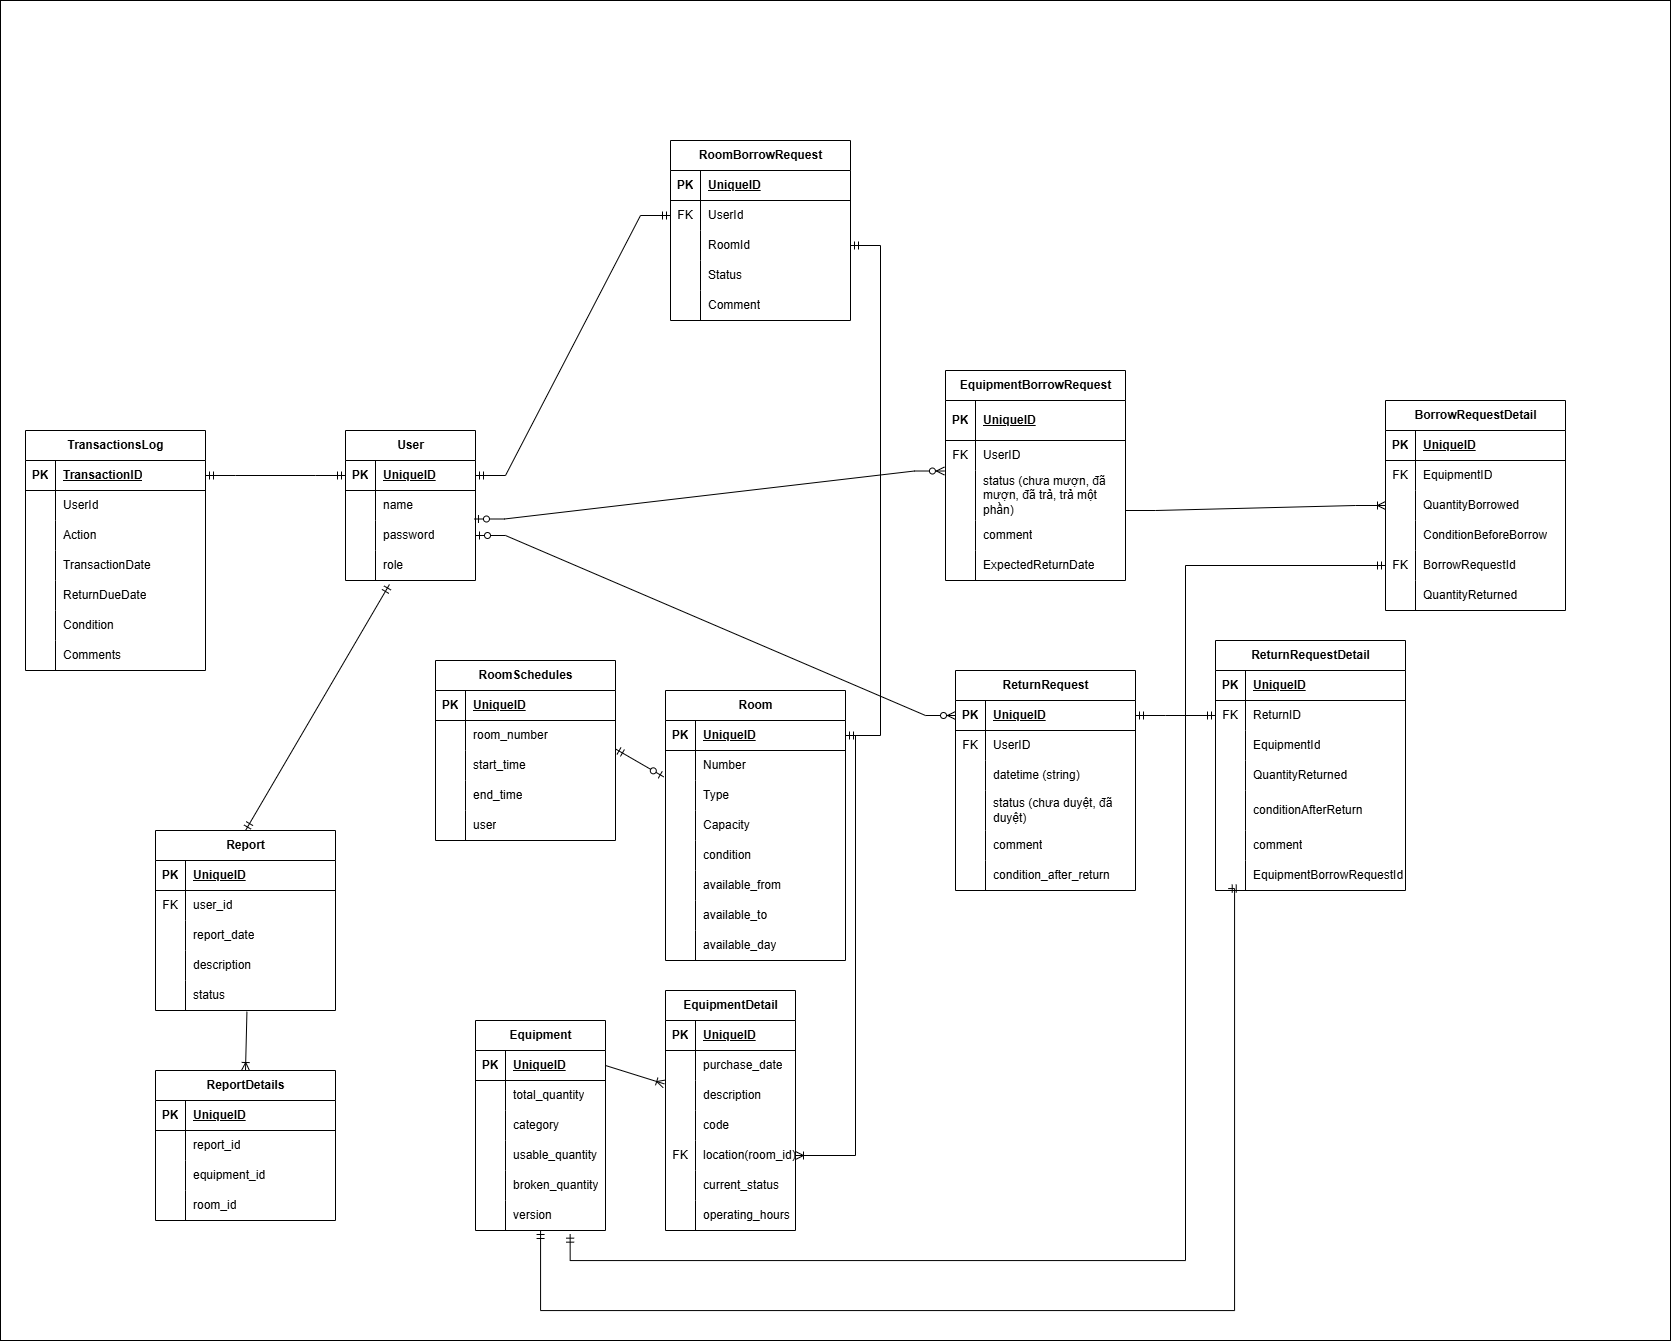 RoomBorrowRequest
PK UniqueID
FK UserId
RoomId
Status
Comment
EquipmentBorrowRequest
PK UniqueID
FK UserID
status (chưa mượn, đã
mượn, đã trả, trả một
phần)
comment
ExpectedReturnDate
BorrowRequestDetail
PK UniqueID
FK EquipmentID
QuantityBorrowed
ConditionBeforeBorrow
FK BorrowRequestId
QuantityReturned
TransactionsLog
PK TransactionID
UserId
Action
TransactionDate
ReturnDueDate
Condition
Comments
User
PK UniqueID
name
password
role
RoomSchedules
PK UniqueID
room_number
start_time
end_time
user
Room
PK UniqueID
Number
Type
Capacity
condition
available_from
available_to
available_day
ReturnRequest
PK UniqueID
FK UserID
datetime (string)
status (chưa duyệt, đã
duyệt)
comment
condition_after_return
ReturnRequestDetail
PK UniqueID
FK ReturnID
EquipmentId
QuantityReturned
conditionAfterReturn
comment
EquipmentBorrowRequestId
Report
PK UniqueID
FK user_id
report_date
description
status
ReportDetails
PK UniqueID
report_id
equipment_id
room_id
Equipment
PK UniqueID
total_quantity
category
usable_quantity
broken_quantity
version
EquipmentDetail
PK UniqueID
purchase_date
description
code
FK location(room_id)
current_status
operating_hours